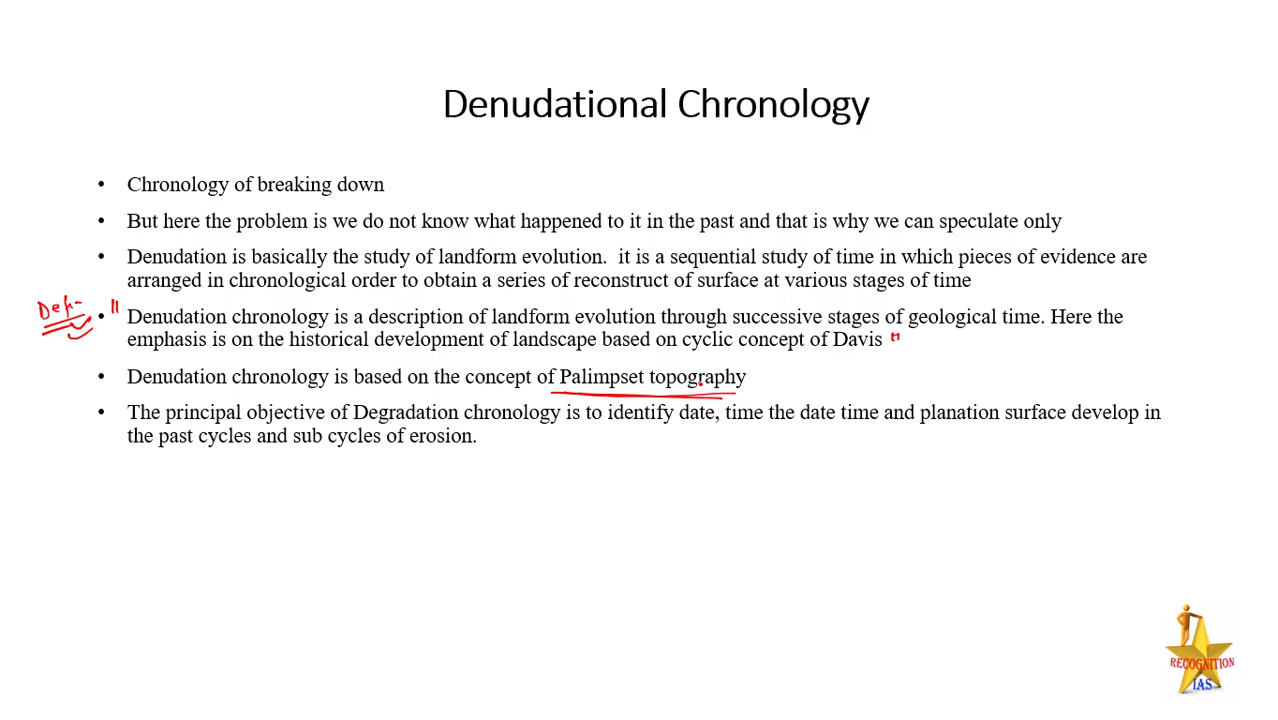 Denudational Chronology
• Chronology of breaking down
• But here the problem is we do not know what happened to it in the past and that is why we can speculate only
• Denudation is basically the study of landform evolution.  it is a sequential study of time in which pieces of evidence are
arranged in chronological order to obtain a series of reconstruct of surface at various stages of time
Defn • " Denudation chronology is a description of landform evolution through successive stages of geological time. Here the
emphasis is on the historical development of landscape based on cyclic concept of Davis "
• Denudation chronology is based on the concept of Palimpset topography
• The principal objective of Degradation chronology is to identify date, time the date time and planation surface develop in
the past cycles and sub cycles of erosion.
RECOGNITION
IAS